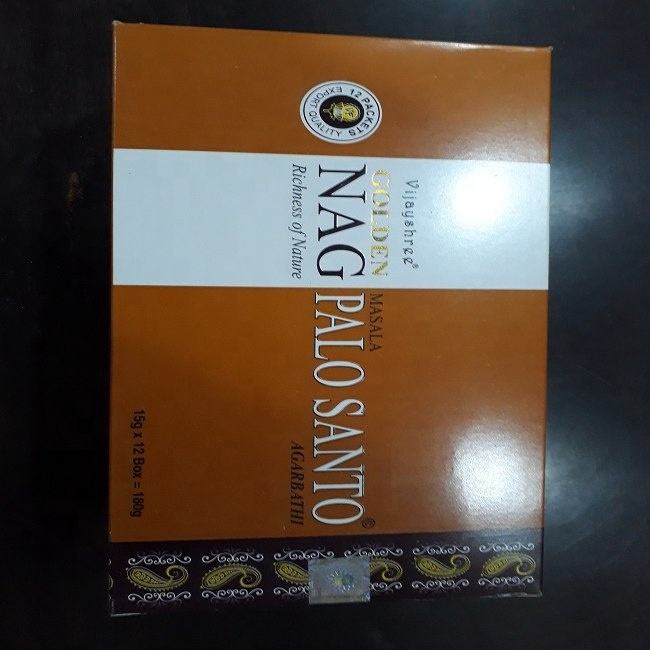 12 PACKETS
EXPORT QUALITY
Vijayshree®
GOLDEN MASALA
NAG PALO SANTO©
Richness of Nature AGARBATHI
15g x 12 Box = 180g